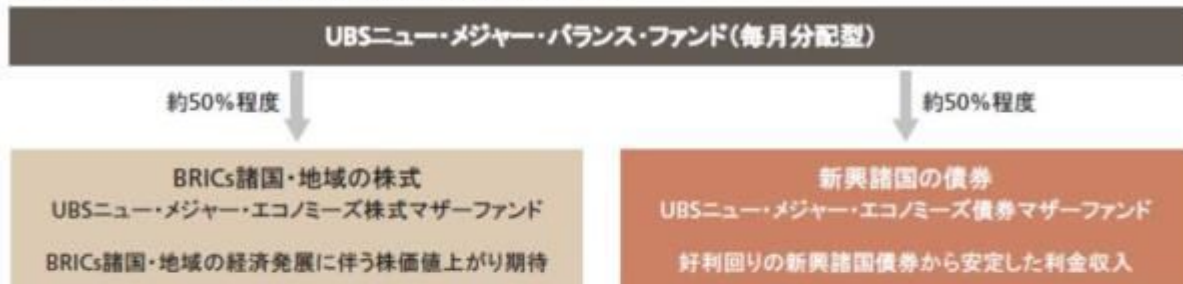 UBSニュー・メジャー・バランス・ファンド(毎月分配型)
約50%程度
約50%程度
BRICs諸国・地域の株式
UBSニュー・メジャー・エコノミーズ株式マザーファンド
BRICs諸国・地域の経済発展に伴う株価値上がり期待
新興諸国の債券
UBSニュー・メジャー・エコノミーズ債券マザーファンド
好利回りの新興諸国債券から安定した利金収入